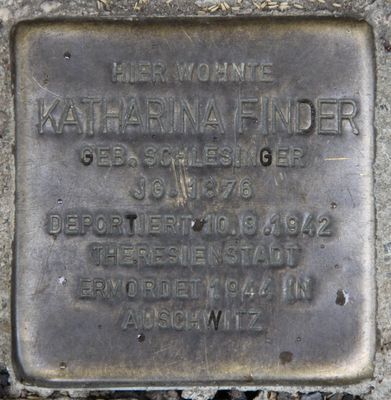 HIER WOHNTE
KATHARINA FINDER
GEB. SCHLESINGER
JG. 1876
DEPORTIERT 10.9.1942
THERESIENSTADT
ERMORDET 1944 IN
AUSCHWITZ